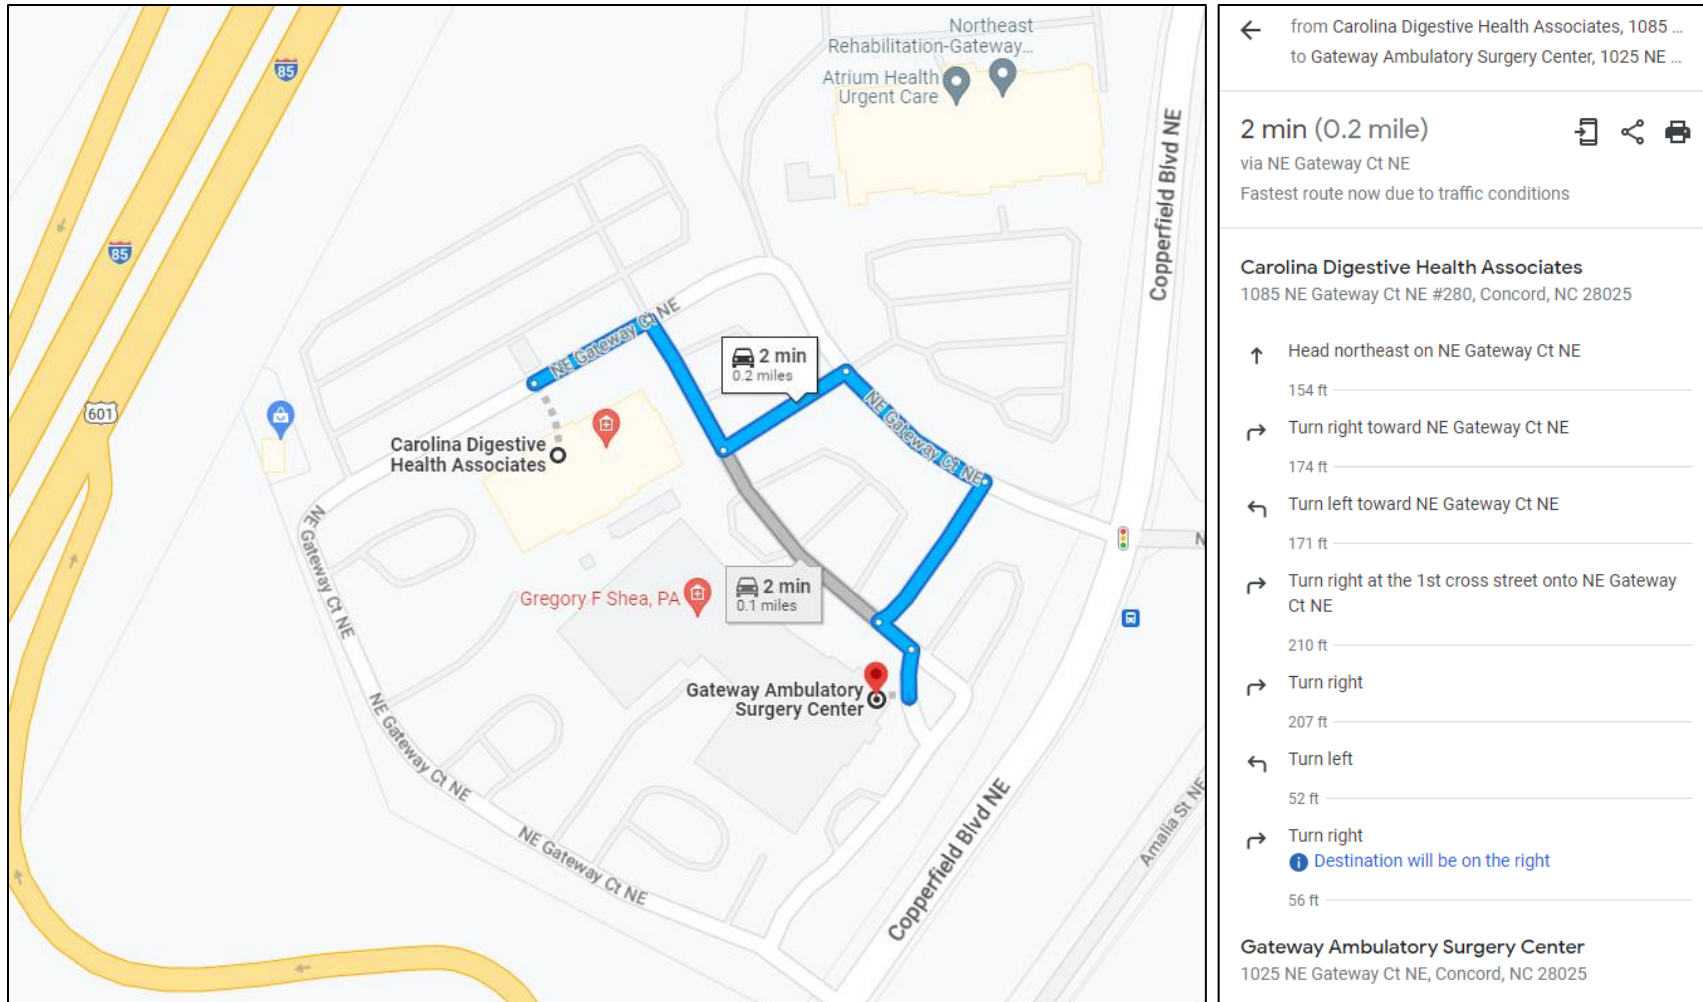 Northeast
Rehabilitation-Gateway...
Atrium Health
Urgent Care
85
85
Copperfield Blvd NE
NE Gateway Ct NE
2 min
0.2 miles
601
NE Gateway Ct NE
Carolina Digestive
Health Associates
NE Gateway Ct NE
N
2 min
0.1 miles
Gregory F Shea, PA
Gateway Ambulatory
Surgery Center
NE Gateway Ct NE
NE Gateway Ct NE
Copperfield Blvd NE
Amalia St NE
from Carolina Digestive Health Associates, 1085 ...
to Gateway Ambulatory Surgery Center, 1025 NE ...
2 min (0.2 mile)
via NE Gateway Ct NE
Fastest route now due to traffic conditions
Carolina Digestive Health Associates
1085 NE Gateway Ct NE #280, Concord, NC 28025
Head northeast on NE Gateway Ct NE
154 ft
Turn right toward NE Gateway Ct NE
174 ft
Turn left toward NE Gateway Ct NE
171 ft
Turn right at the 1st cross street onto NE Gateway
Ct NE
210 ft
Turn right
207 ft
Turn left
52 ft
Turn right
Destination will be on the right
56 ft
Gateway Ambulatory Surgery Center
1025 NE Gateway Ct NE, Concord, NC 28025